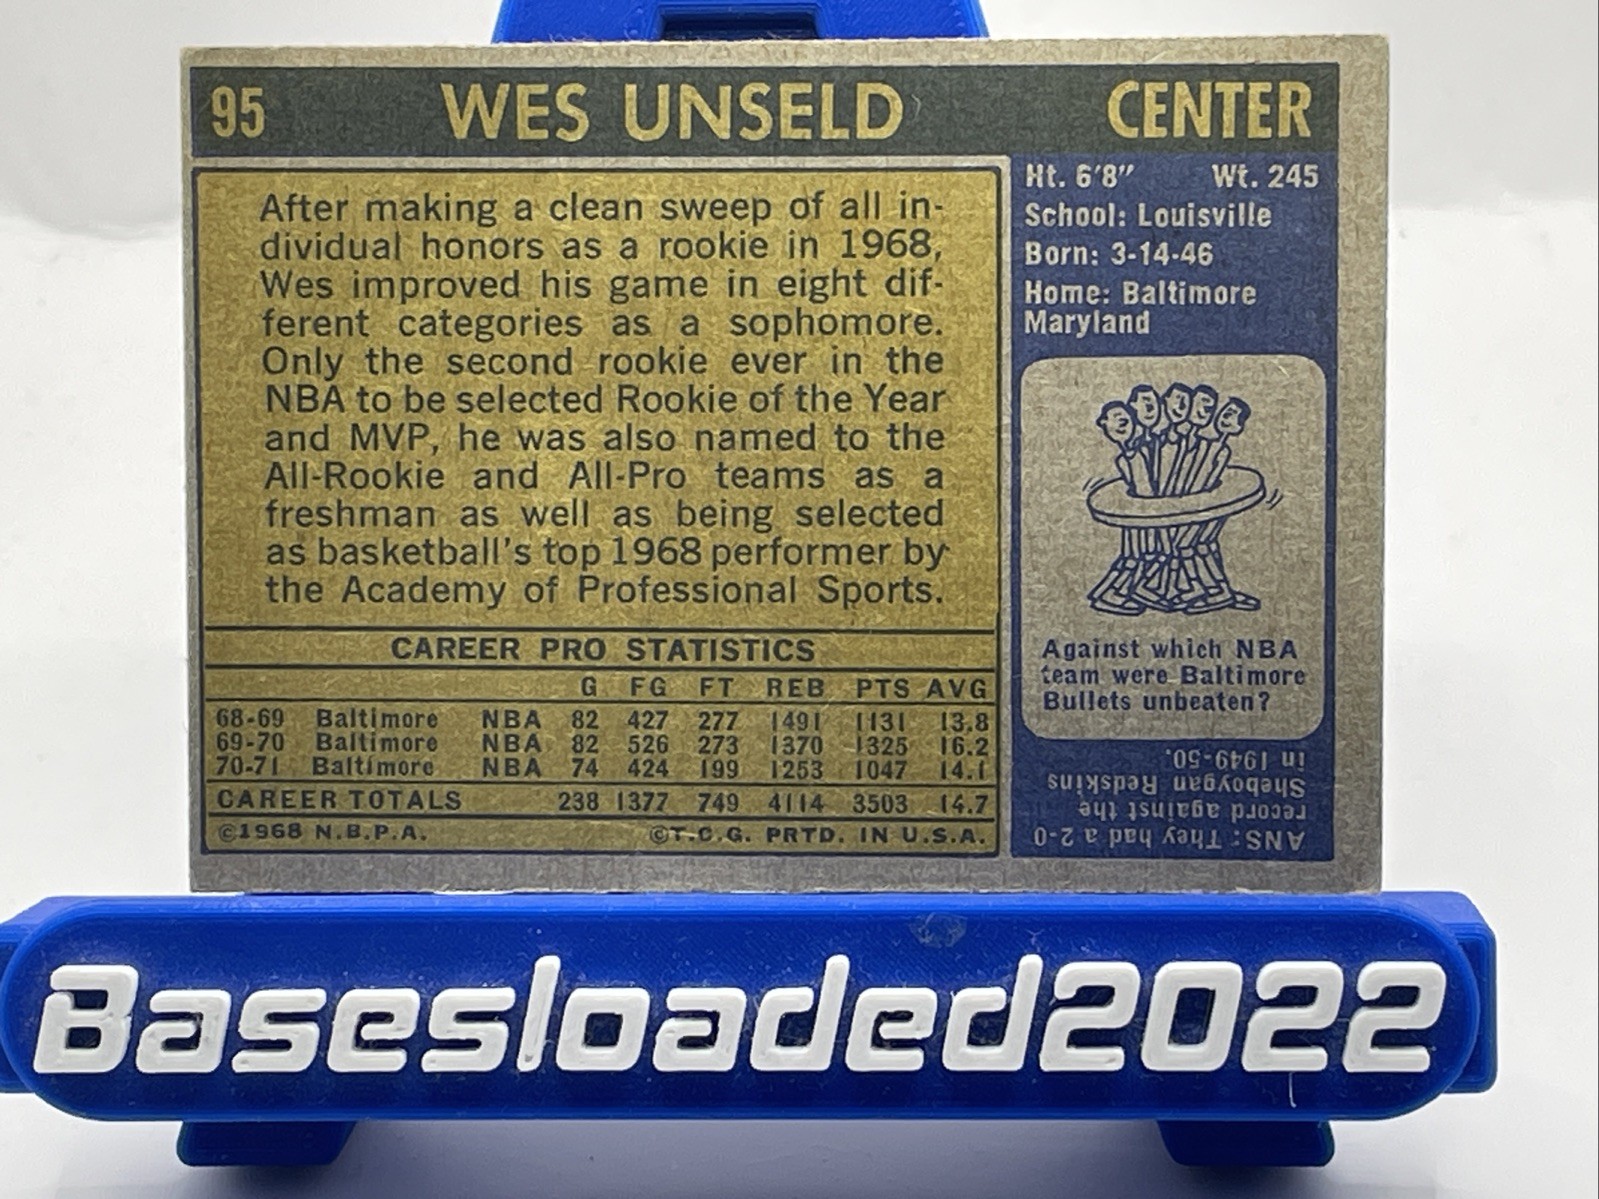 95 WES UNSELD CENTER
After making a clean sweep of all in-
dividual honors as a rookie in 1968,
Wes improved his game in eight dif-
ferent categories as a sophomore.
Only the second rookie ever in the
NBA to be selected Rookie of the Year
and MVP, he was also named to the
All-Rookie and All-Pro teams as a
freshman as well as being selected
as basketball's top 1968 performer by
the Academy of Professional Sports.
CAREER PRO STATISTICS
G FG FT REB PTS AVG
68-69 Baltimore NBA 82 427 277 1491 1131 13.8
69-70 Baltimore NBA 82 526 273 1370 1325 16.2
70-71 Baltimore NBA 74 424 199 1253 1047 14.1
CAREER TOTALS 238 1377 749 4114 3503 14.7
©1968 N.B.P.A. ©T.C.G. PRTD. IN U.S.A.
Ht. 6'8" Wt. 245
School: Louisville
Born: 3-14-46
Home: Baltimore
Maryland
Against which NBA
team were Baltimore
Bullets unbeaten?
ANS: They had a 2-0
record against the
Sheboygan Redskins
in 1949-50.
Basesloaded2022